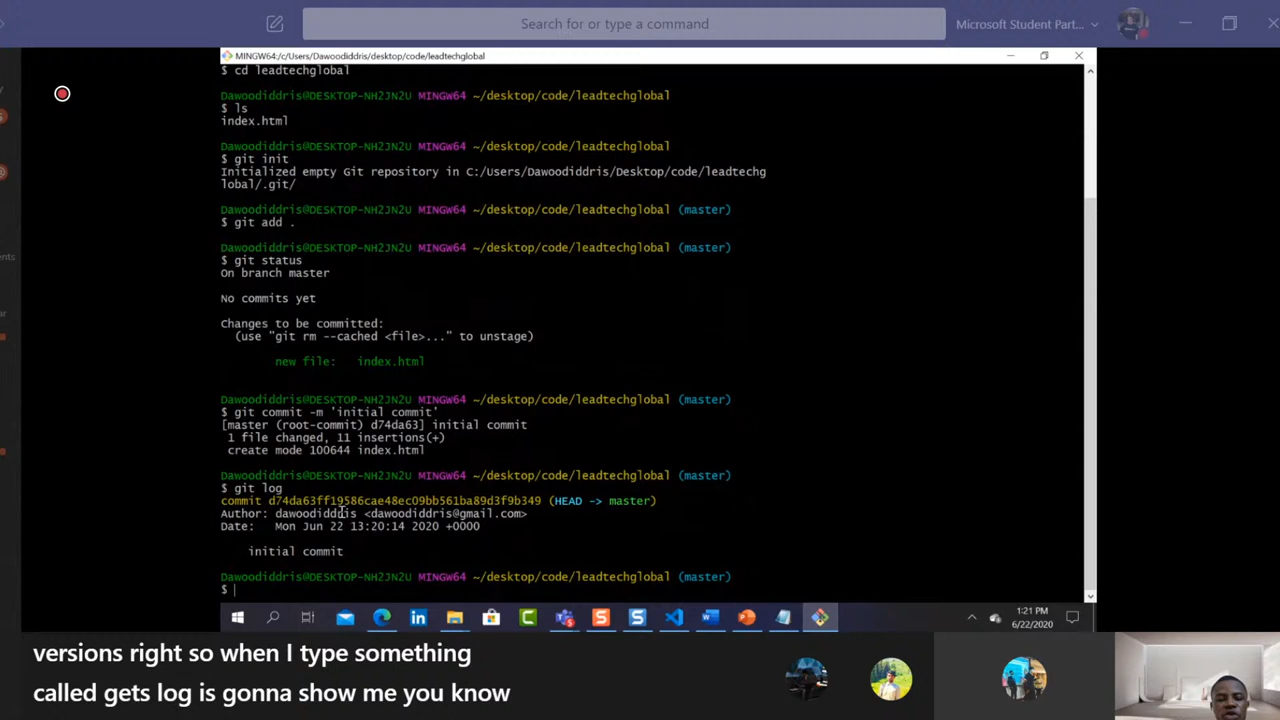 Search for or type a command
Microsoft Student Part...
MINGW64:/c/Users/Dawoodiddris/desktop/code/leadtechglobal
$ cd leadtechglobal
Dawoodiddris@DESKTOP-NH2JN2U MINGW64 ~/desktop/code/leadtechglobal
$ ls
index.html
Dawoodiddris@DESKTOP-NH2JN2U MINGW64 ~/desktop/code/leadtechglobal
$ git init
Initialized empty Git repository in C:/Users/Dawoodiddris/Desktop/code/leadtechg
lobal/.git/
Dawoodiddris@DESKTOP-NH2JN2U MINGW64 ~/desktop/code/leadtechglobal (master)
$ git add .
Dawoodiddris@DESKTOP-NH2JN2U MINGW64 ~/desktop/code/leadtechglobal (master)
$ git status
On branch master
No commits yet
Changes to be committed:
(use "git rm --cached <file>..." to unstage)
new file: index.html
Dawoodiddris@DESKTOP-NH2JN2U MINGW64 ~/desktop/code/leadtechglobal (master)
$ git commit -m 'initial commit'
[master (root-commit) d74da63] initial commit
1 file changed, 11 insertions(+)
create mode 100644 index.html
Dawoodiddris@DESKTOP-NH2JN2U MINGW64 ~/desktop/code/leadtechglobal (master)
$ git log
commit d74da63ff19586cae48ec09bb561ba89d3f9b349 (HEAD -> master)
Author: dawoodiddris <dawoodiddris@gmail.com>
Date: Mon Jun 22 13:20:14 2020 +0000
initial commit
Dawoodiddris@DESKTOP-NH2JN2U MINGW64 ~/desktop/code/leadtechglobal (master)
$
1:21 PM
6/22/2020
versions right so when I type something
called gets log is gonna show me you know